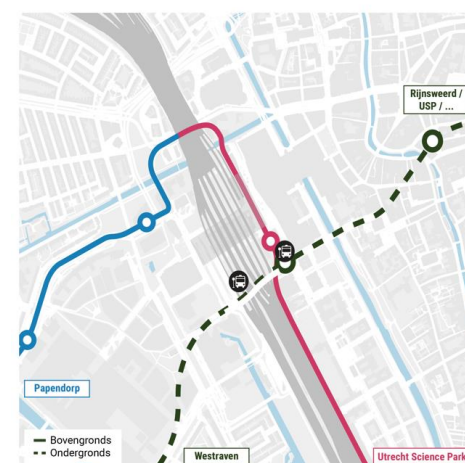 Rijnsweerd /
USP / ...
Papendorp
Bovengronds
Ondergronds
Westraven
Utrecht Science Park